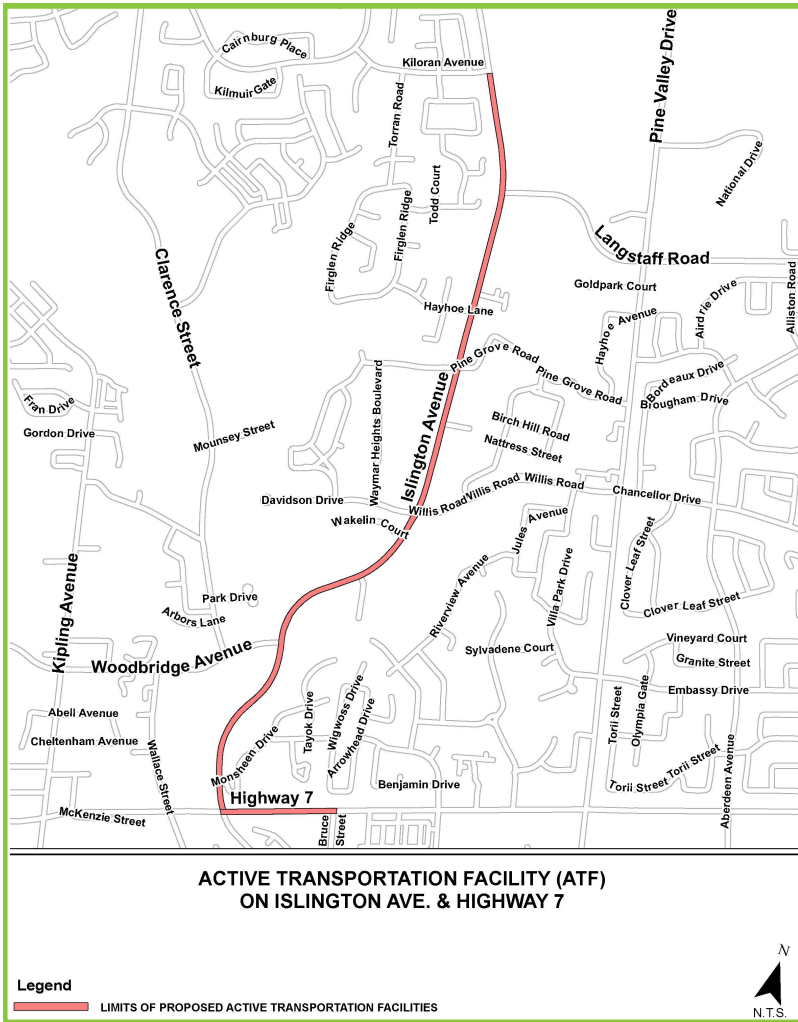 Cairnburg Place
Kiloran Avenue
Kilmuir Gate
Torran Road
Pine Valley Drive
National Drive
Todd Court
Firglen Ridge
Firglen Ridge
Langstaff Road
Clarence Street
Goldpark Court
Airdrie Drive
Alliston Road
Hayhoe Lane
Hayhoe Avenue
Pine Grove Road
Pine Grove Road
Bordeaux Drive
Brougham Drive
Fran Drive
Gordon Drive
Mounsey Street
Waymar Heights Boulevard
Islington Avenue
Birch Hill Road
Nattress Street
Davidson Drive
Willis Road
Willis Road
Willis Road
Chancellor Drive
Wakelin Court
Jules Avenue
Clover Leaf Street
Riverview Avenue
Villa Park Drive
Kipling Avenue
Park Drive
Arbors Lane
Clover Leaf Street
Woodbridge Avenue
Sylvadene Court
Vineyard Court
Granite Street
Embassy Drive
Abell Avenue
Cheltenham Avenue
Wallace Street
Monsheen Drive
Tayok Drive
Wigwoss Drive
Arrowhead Drive
Torii Street
Olympia Gate
Torii Street
Torii Street
Aberdeen Avenue
Benjamin Drive
Highway 7
McKenzie Street
Bruce Street
ACTIVE TRANSPORTATION FACILITY (ATF)
ON ISLINGTON AVE. & HIGHWAY 7
Legend
LIMITS OF PROPOSED ACTIVE TRANSPORTATION FACILITIES
N
N.T.S.